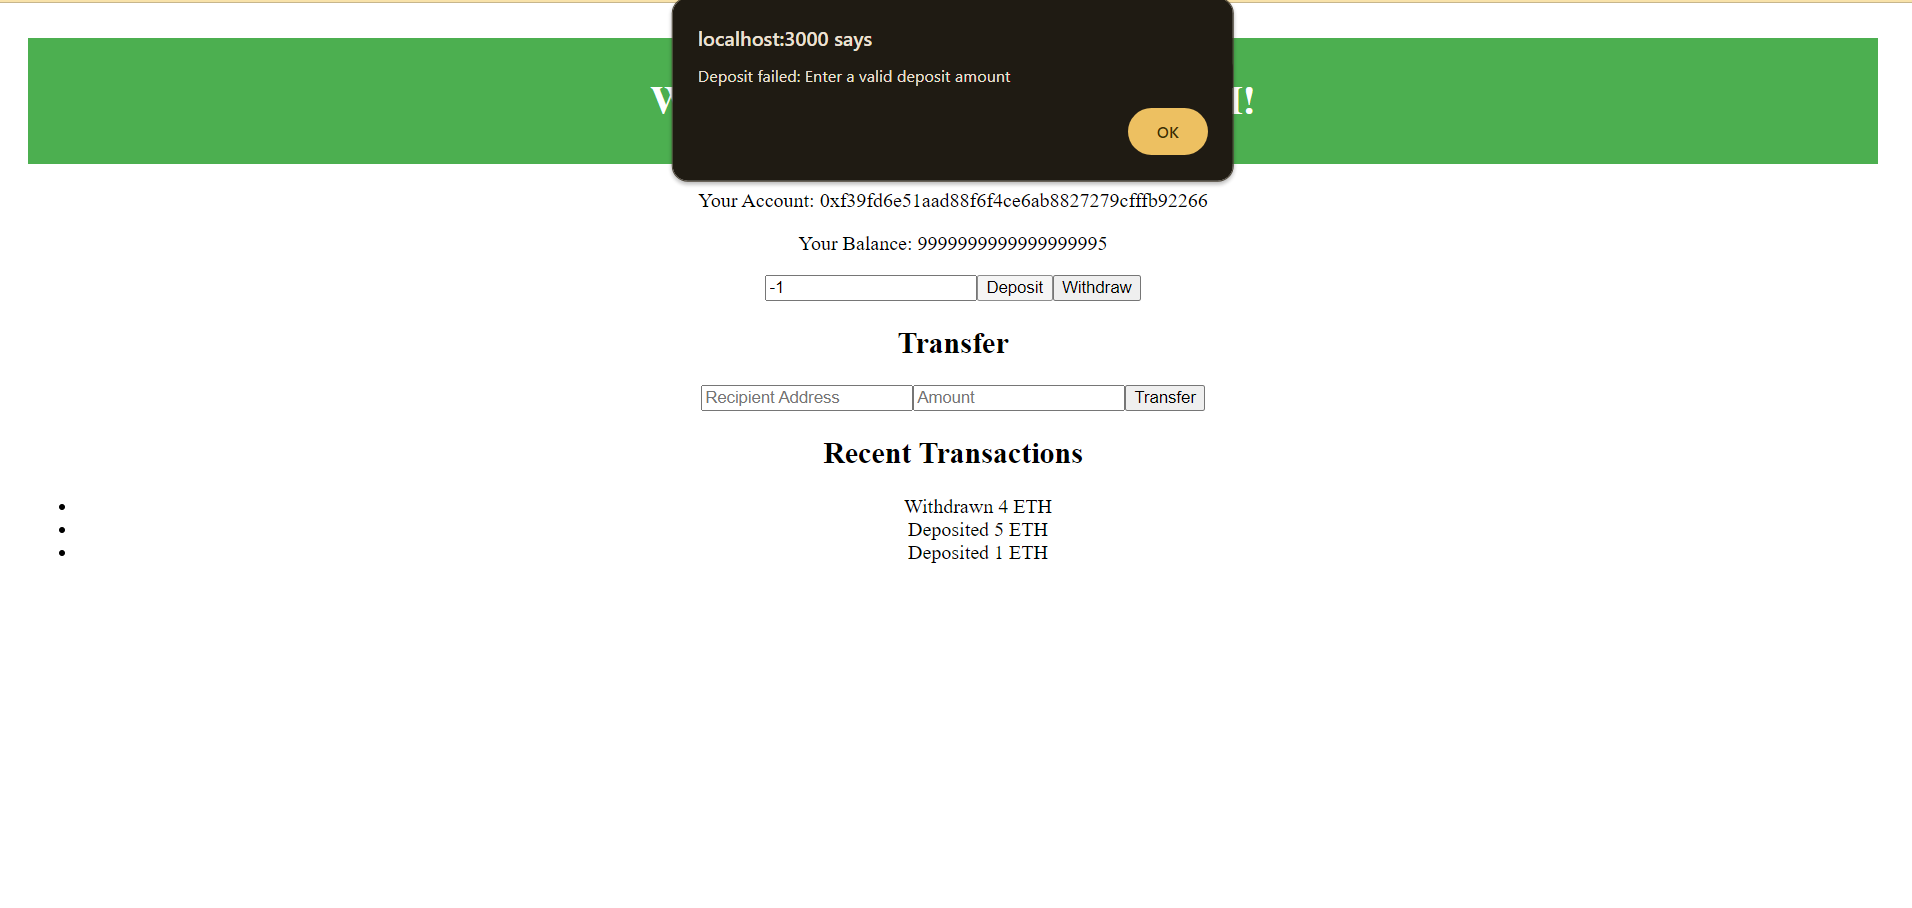 localhost:3000 says
Deposit failed: Enter a valid deposit amount
OK
Your Account: 0xf39fd6e51aad88f6f4ce6ab8827279cfffb92266
Your Balance: 9999999999999999995
-1 Deposit Withdraw
Transfer
Recipient Address Amount Transfer
Recent Transactions
Withdrawn 4 ETH
Deposited 5 ETH
Deposited 1 ETH